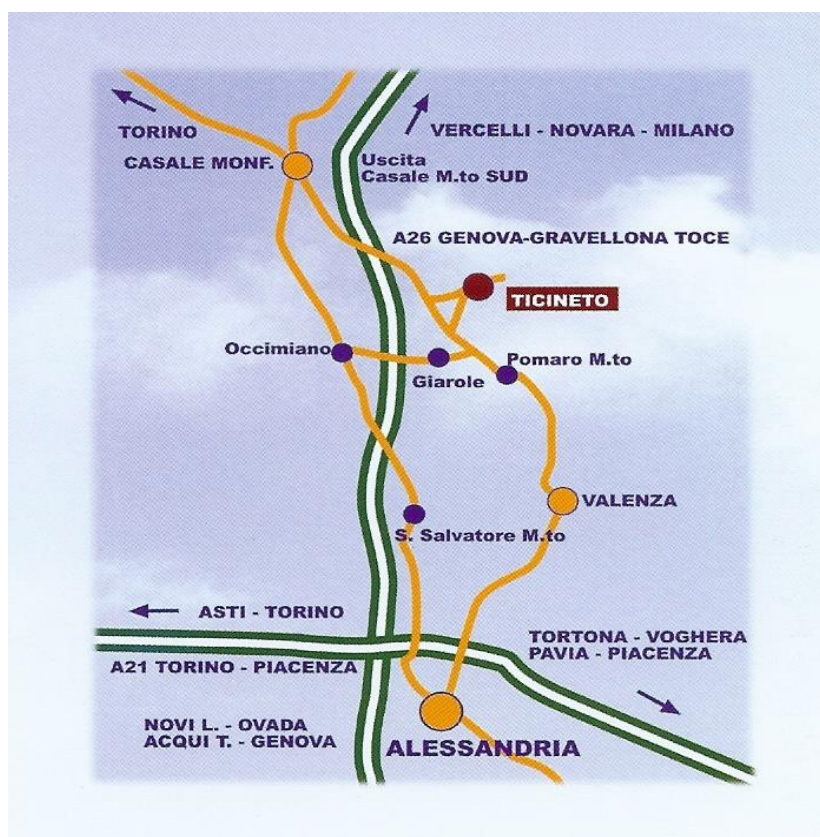 TORINO
VERCELLI - NOVARA - MILANO
CASALE MONF.
Uscita
Casale M.to SUD
A26 GENOVA-GRAVELLONA TOCE
TICINETO
Occimiano
Pomaro M.to
Giarole
VALENZA
S. Salvatore M.to
ASTI - TORINO
TORTONA - VOGHERA
PAVIA - PIACENZA
A21 TORINO - PIACENZA
NOVI L. - OVADA
ACQUI T. - GENOVA
ALESSANDRIA